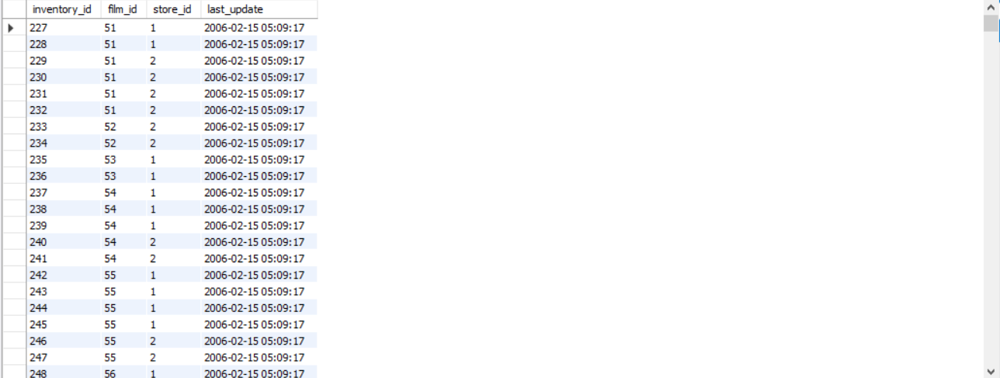 inventory_id film_id store_id last_update
227 51 1 2006-02-15 05:09:17
228 51 1 2006-02-15 05:09:17
229 51 2 2006-02-15 05:09:17
230 51 2 2006-02-15 05:09:17
231 51 2 2006-02-15 05:09:17
232 51 2 2006-02-15 05:09:17
233 52 2 2006-02-15 05:09:17
234 52 2 2006-02-15 05:09:17
235 53 1 2006-02-15 05:09:17
236 53 1 2006-02-15 05:09:17
237 54 1 2006-02-15 05:09:17
238 54 1 2006-02-15 05:09:17
239 54 1 2006-02-15 05:09:17
240 54 2 2006-02-15 05:09:17
241 54 2 2006-02-15 05:09:17
242 55 1 2006-02-15 05:09:17
243 55 1 2006-02-15 05:09:17
244 55 1 2006-02-15 05:09:17
245 55 1 2006-02-15 05:09:17
246 55 2 2006-02-15 05:09:17
247 55 2 2006-02-15 05:09:17
248 56 1 2006-02-15 05:09:17